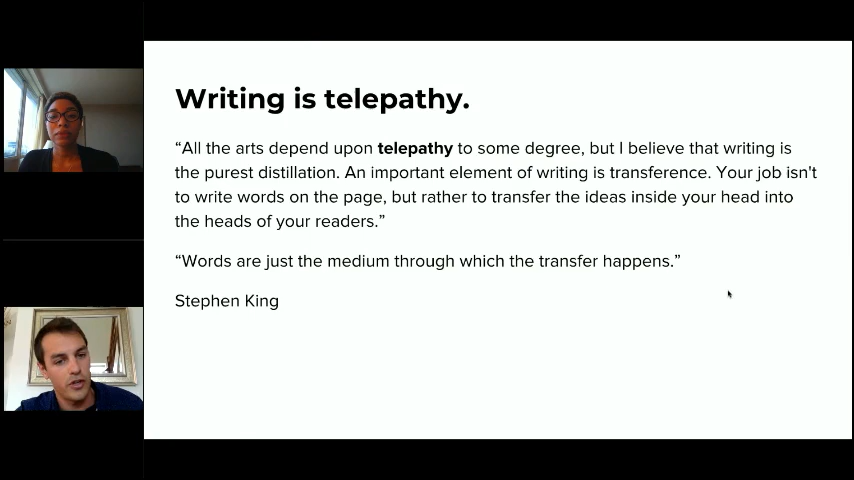 Writing is telepathy.
“All the arts depend upon telepathy to some degree, but I believe that writing is
the purest distillation. An important element of writing is transference. Your job isn't
to write words on the page, but rather to transfer the ideas inside your head into
the heads of your readers.”
“Words are just the medium through which the transfer happens.”
Stephen King